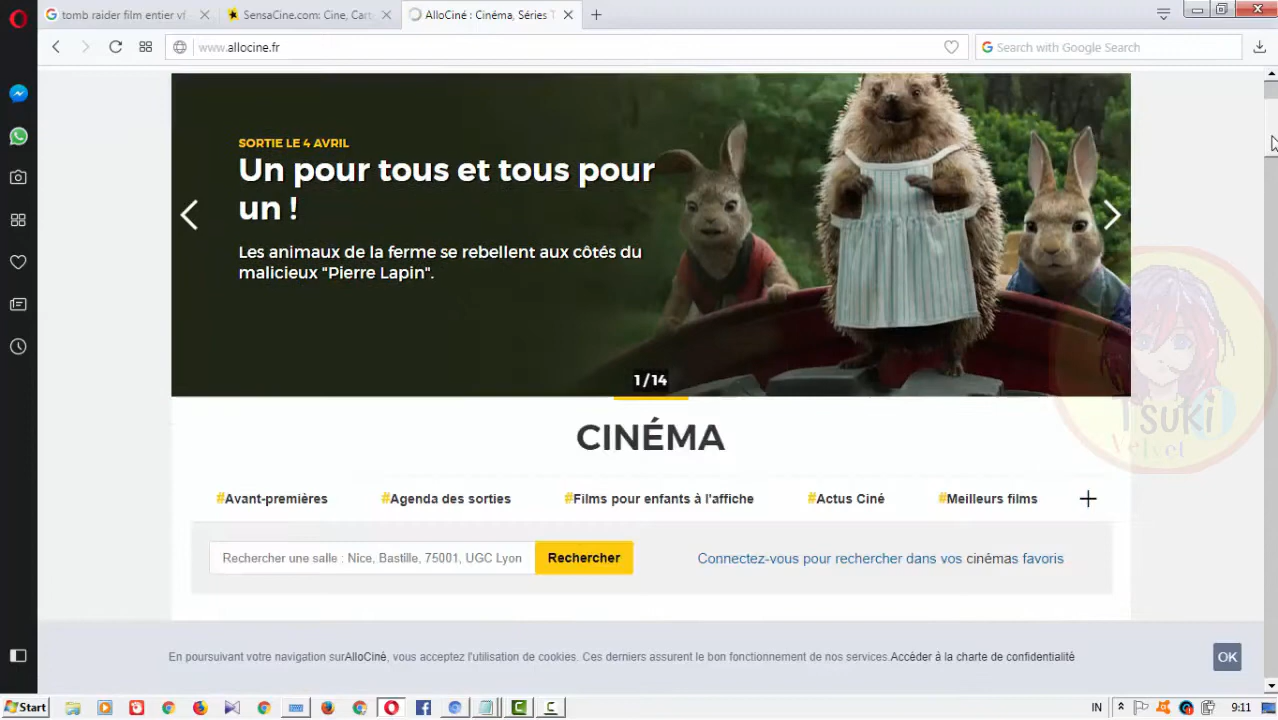 tomb raider film entier vf
SensaCine.com: Cine, Cart
AlloCiné : Cinéma, Séries T
www.allocine.fr
Search with Google Search
SORTIE LE 4 AVRIL
Un pour tous et tous pour
un !
Les animaux de la ferme se rebellent aux côtés du
malicieux "Pierre Lapin".
1 / 14
CINÉMA
#Avant-premières #Agenda des sorties #Films pour enfants à l'affiche #Actus Ciné #Meilleurs films
Rechercher une salle : Nice, Bastille, 75001, UGC Lyon
Rechercher
Connectez-vous pour rechercher dans vos cinémas favoris
Tsuki
Velvet
En poursuivant votre navigation surAlloCiné, vous acceptez l'utilisation de cookies. Ces derniers assurent le bon fonctionnement de nos services.Accéder à la charte de confidentialité
OK
Start
IN
9:11